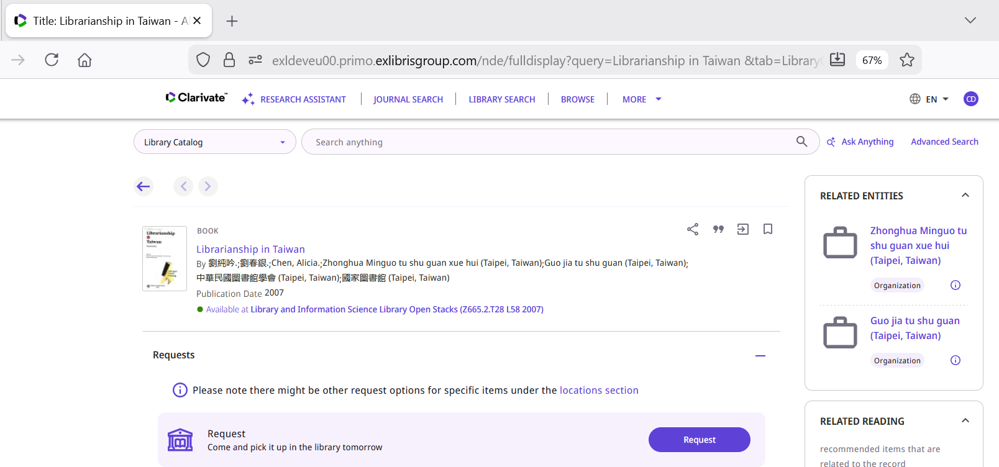 Title: Librarianship in Taiwan - Al
exldeveu00.primo.exlibrisgroup.com/nde/fulldisplay?query=Librarianship in Taiwan &tab=Library
67%
Clarivate™
RESEARCH ASSISTANT
JOURNAL SEARCH
LIBRARY SEARCH
BROWSE
MORE
EN
CD
Library Catalog
Search anything
Ask Anything
Advanced Search
BOOK
Librarianship in Taiwan
By 劉純吟.;劉春銀.;Chen, Alicia.;Zhonghua Minguo tu shu guan xue hui (Taipei, Taiwan);Guo jia tu shu guan (Taipei, Taiwan);
中華民國圖書館學會 (Taipei, Taiwan);國家圖書館 (Taipei, Taiwan)
Publication Date 2007
Available at Library and Information Science Library Open Stacks (Z665.2.T28 L58 2007)
Librarianship
Taiwan
Requests
Please note there might be other request options for specific items under the locations section
Request
Come and pick it up in the library tomorrow
Request
RELATED ENTITIES
Zhonghua Minguo tu
shu guan xue hui
(Taipei, Taiwan)
Organization
Guo jia tu shu guan
(Taipei, Taiwan)
Organization
RELATED READING
recommended items that are
related to the record